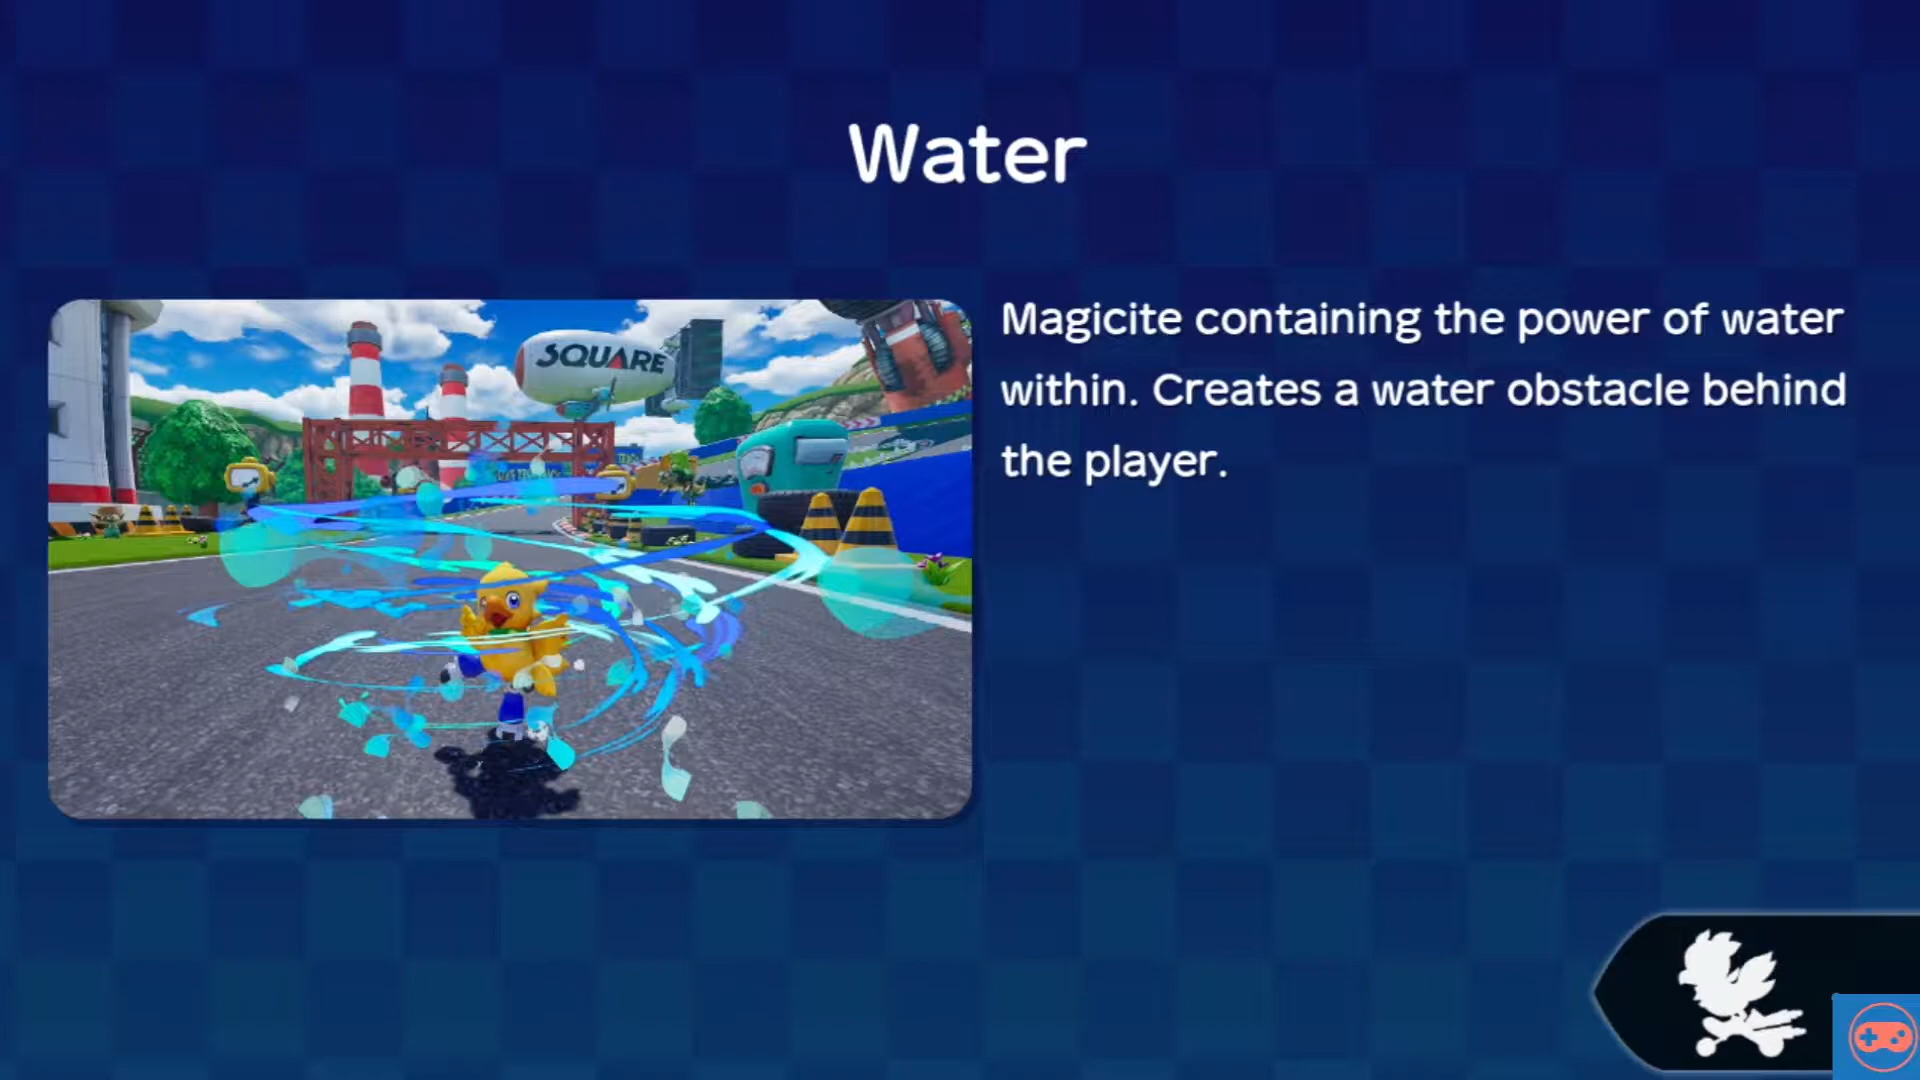 Water
SQUARE
Magicite containing the power of water
within. Creates a water obstacle behind
the player.